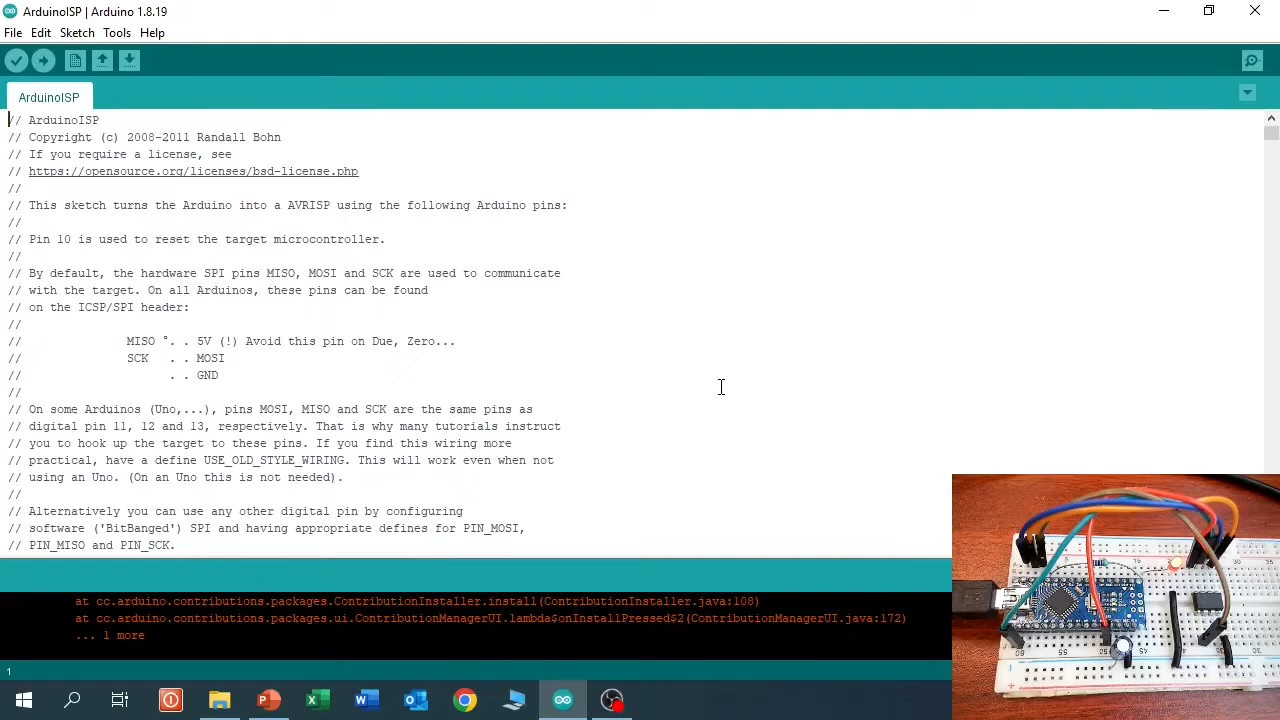 ArduinoISP | Arduino 1.8.19
File Edit Sketch Tools Help
ArduinoISP
// ArduinoISP
// Copyright (c) 2008-2011 Randall Bohn
// If you require a license, see
// https://opensource.org/licenses/bsd-license.php
//
// This sketch turns the Arduino into a AVRISP using the following Arduino pins:
//
// Pin 10 is used to reset the target microcontroller.
//
// By default, the hardware SPI pins MISO, MOSI and SCK are used to communicate
// with the target. On all Arduinos, these pins can be found
// on the ICSP/SPI header:
//
// MISO °. . 5V (!) Avoid this pin on Due, Zero...
// SCK . . MOSI
// . . GND
//
// On some Arduinos (Uno,...), pins MOSI, MISO and SCK are the same pins as
// digital pin 11, 12 and 13, respectively. That is why many tutorials instruct
// you to hook up the target to these pins. If you find this wiring more
// practical, have a define USE_OLD_STYLE_WIRING. This will work even when not
// using an Uno. (On an Uno this is not needed).
//
// Alternatively you can use any other digital pin by configuring
// software ('BitBanged') SPI and having appropriate defines for PIN_MOSI,
// PIN_MISO and PIN_SCK.
at cc.arduino.contributions.packages.ContributionInstaller.install(ContributionInstaller.java:108)
at cc.arduino.contributions.packages.ui.ContributionManagerUI.lambda$onInstallPressed$2(ContributionManagerUI.java:172)
... 1 more
1
60 55 50 45 35 30